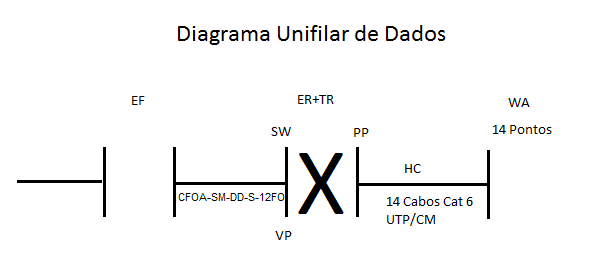 Diagrama Unifilar de Dados
EF
ER+TR
WA
14 Pontos
SW
PP
X
HC
CFOA-SM-DD-S-12FO
14 Cabos Cat 6
UTP/CM
VP